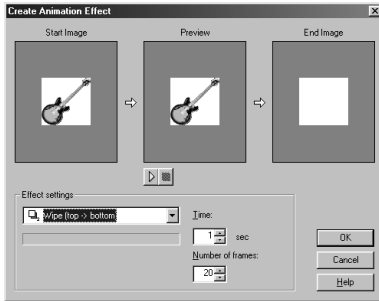 Create Animation Effect
Start Image
Preview
End Image
Effect settings
Wipe (top -> bottom)
Time:
1 sec
Number of frames:
20
OK
Cancel
Help